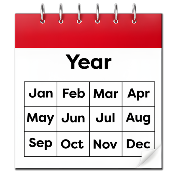 Year
Jan Feb Mar Apr
May Jun Jul Aug
Sep Oct Nov Dec